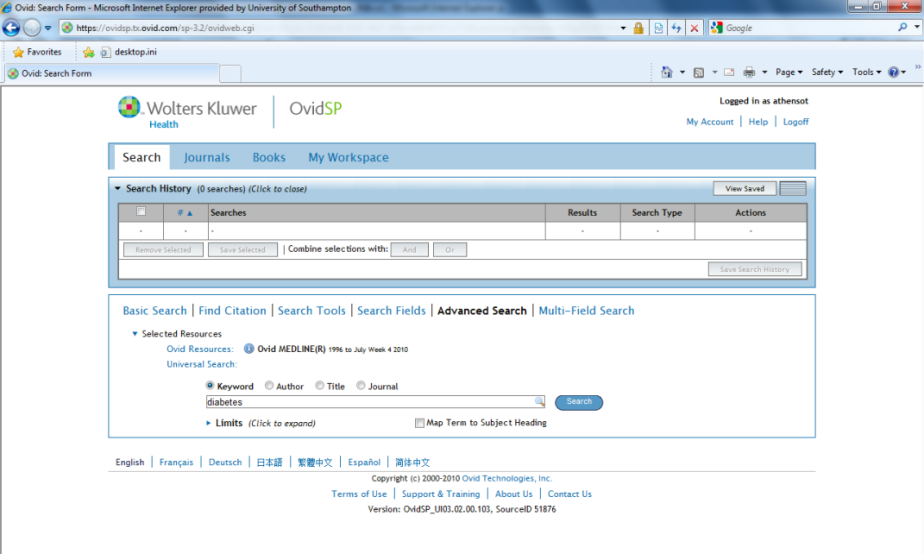 Ovid: Search Form - Microsoft Internet Explorer provided by University of Southampton
https://ovidsp.tx.ovid.com/sp-3.2/ovidweb.cgi
Google
Favorites desktop.ini
Ovid: Search Form
Page Safety Tools
Wolters Kluwer OvidSP
Health
Logged in as athensot
My Account | Help | Logoff
Search Journals Books My Workspace
Search History (0 searches) (Click to close) View Saved
# Searches Results Search Type Actions
- - - - - -
Remove Selected Save Selected | Combine selections with: And Or
Save Search History
Basic Search | Find Citation | Search Tools | Search Fields | Advanced Search | Multi-Field Search
Selected Resources
Ovid Resources: Ovid MEDLINE(R) 1996 to July Week 4 2010
Universal Search:
Keyword Author Title Journal
diabetes Search
Limits (Click to expand) Map Term to Subject Heading
English | Français | Deutsch | 日本語 | 繁體中文 | Español | 简体中文
Copyright (c) 2000-2010 Ovid Technologies, Inc.
Terms of Use | Support & Training | About Us | Contact Us
Version: OvidSP_UI03.02.00.103, SourceID 51876